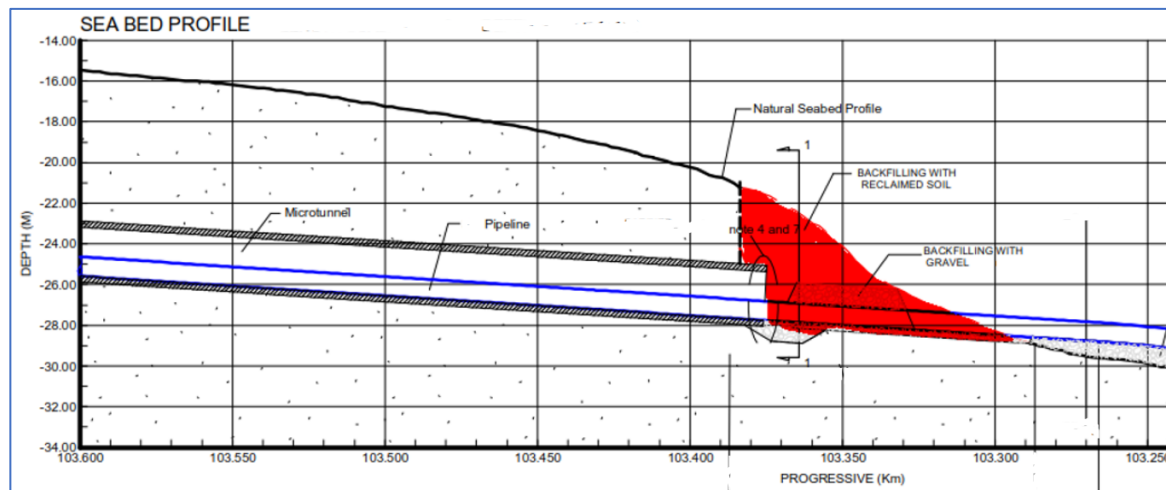 SEA BED PROFILE
-14.00
-16.00
-18.00
-20.00
-22.00
-24.00
-26.00
-28.00
-30.00
-32.00
-34.00
DEPTH (M)
Natural Seabed Profile
1
BACKFILLING WITH
RECLAIMED SOIL
Microtunnel
Pipeline
note 4 and 7
BACKFILLING WITH
GRAVEL
1
103.600
103.550
103.500
103.450
103.400
103.350
103.300
103.250
PROGRESSIVE (Km)